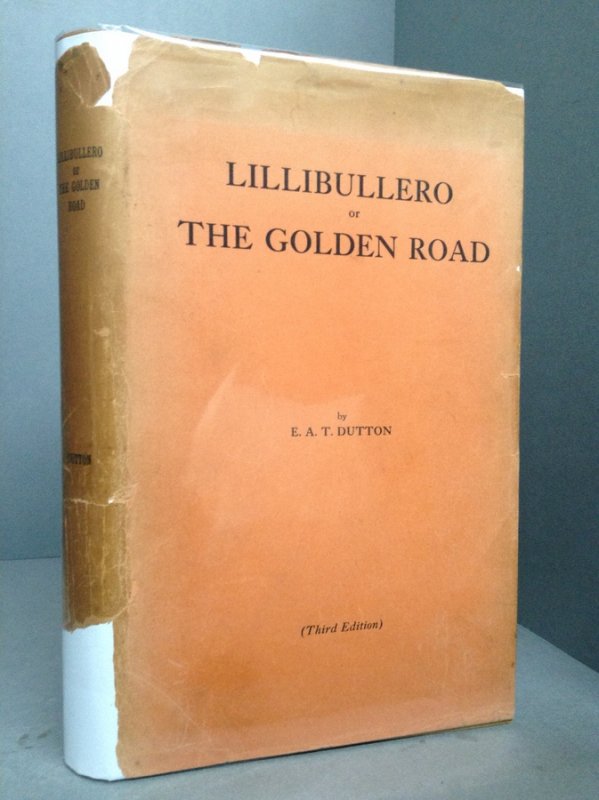 LILLIBULLERO
or
THE GOLDEN ROAD
by
E. A. T. DUTTON
(Third Edition)
LILLIBULLERO
or
THE GOLDEN
ROAD
DUTTON